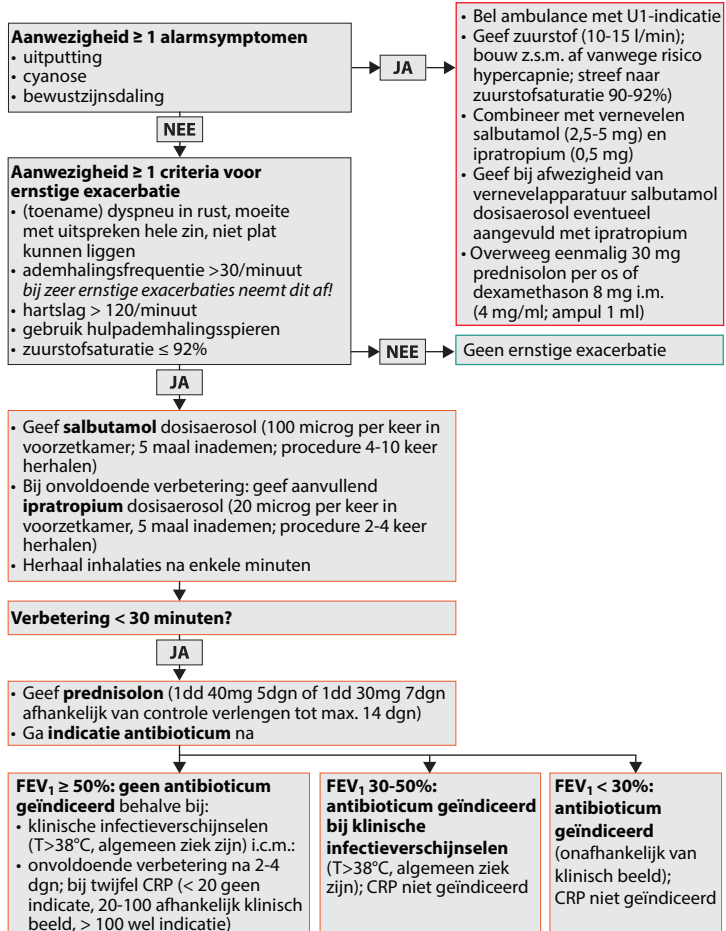 Aanwezigheid ≥ 1 alarmsymptomen
• uitputting
• cyanose
• bewustzijnsdaling
JA
• Bel ambulance met U1-indicatie
• Geef zuurstof (10-15 l/min);
bouw z.s.m. af vanwege risico
hypercapnie; streef naar
zuurstofsaturatie 90-92%)
• Combineer met vernevelen
salbutamol (2,5-5 mg) en
ipratropium (0,5 mg)
• Geef bij afwezigheid van
vernevelapparatuur salbutamol
dosisaerosol eventueel
aangevuld met ipratropium
• Overweeg eenmalig 30 mg
prednisolon per os of
dexamethason 8 mg i.m.
(4 mg/ml; ampul 1 ml)
NEE
Aanwezigheid ≥ 1 criteria voor
ernstige exacerbatie
• (toename) dyspneu in rust, moeite
met uitspreken hele zin, niet plat
kunnen liggen
• ademhalingsfrequentie >30/minuut
bij zeer ernstige exacerbaties neemt dit af!
• hartslag > 120/minuut
• gebruik hulpademhalingsspieren
• zuurstofsaturatie ≤ 92%
NEE
Geen ernstige exacerbatie
JA
• Geef salbutamol dosisaerosol (100 microg per keer in
voorzetkamer; 5 maal inademen; procedure 4-10 keer
herhalen)
• Bij onvoldoende verbetering: geef aanvullend
ipratropium dosisaerosol (20 microg per keer in
voorzetkamer, 5 maal inademen; procedure 2-4 keer
herhalen)
• Herhaal inhalaties na enkele minuten
Verbetering < 30 minuten?
JA
• Geef prednisolon (1dd 40mg 5dgn of 1dd 30mg 7dgn
afhankelijk van controle verlengen tot max. 14 dgn)
• Ga indicatie antibioticum na
FEV₁ ≥ 50%: geen antibioticum
geïndiceerd behalve bij:
• klinische infectieverschijnselen
(T>38°C, algemeen ziek zijn) i.c.m.:
• onvoldoende verbetering na 2-4
dgn; bij twijfel CRP (< 20 geen
indicate, 20-100 afhankelijk klinisch
beeld, > 100 wel indicatie)
FEV₁ 30-50%:
antibioticum geïndiceerd
bij klinische
infectieverschijnselen
(T>38°C, algemeen ziek
zijn); CRP niet geïndiceerd
FEV₁ < 30%:
antibioticum
geïndiceerd
(onafhankelijk van
klinisch beeld);
CRP niet geïndiceerd